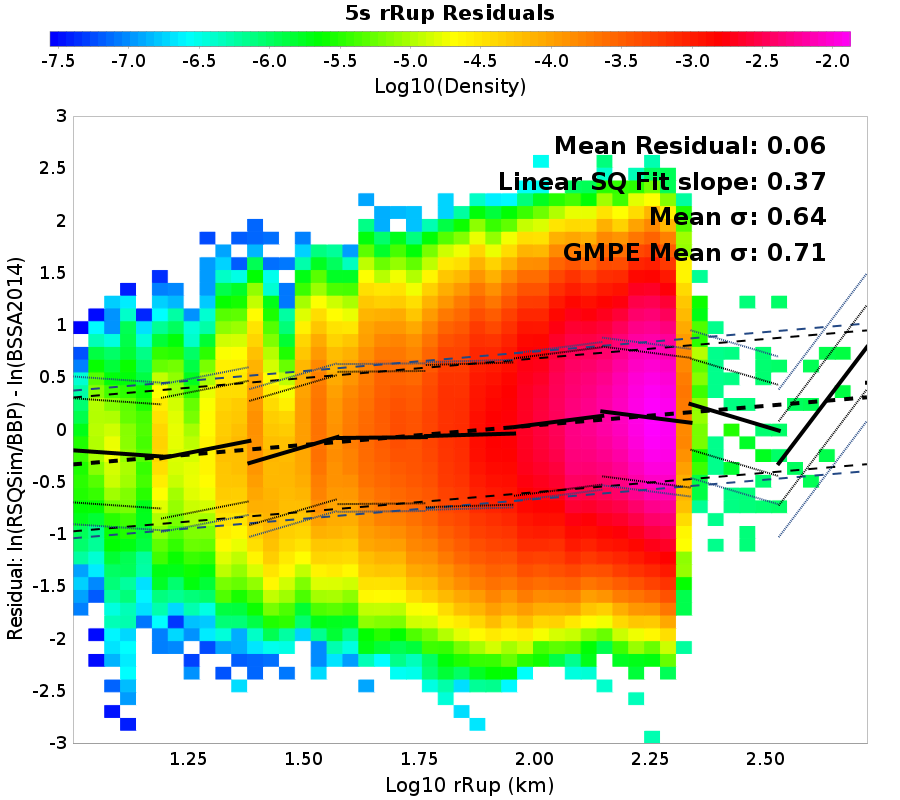 5s rRup Residuals
-7.5 -7.0 -6.5 -6.0 -5.5 -5.0 -4.5 -4.0 -3.5 -3.0 -2.5 -2.0
Log10(Density)
Mean Residual: 0.06
Linear SQ Fit slope: 0.37
Mean σ: 0.64
GMPE Mean σ: 0.71
3
2.5
2
1.5
1
0.5
0
-0.5
-1
-1.5
-2
-2.5
-3
Residual: ln(RSQSim/BBP) - ln(BSSA2014)
1.25 1.50 1.75 2.00 2.25 2.50
Log10 rRup (km)